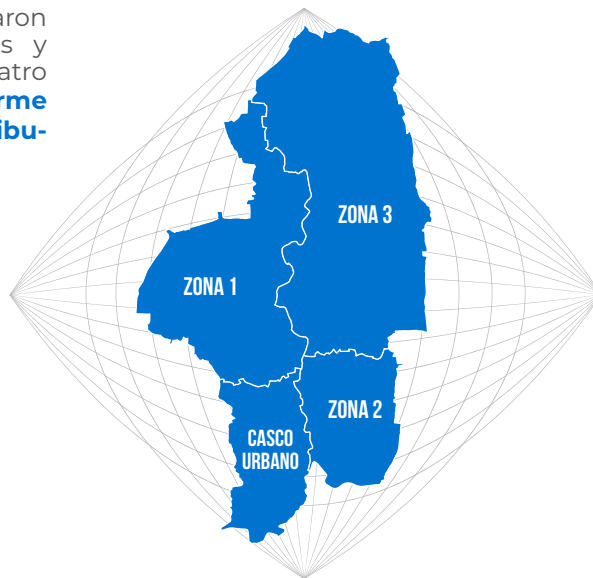 aron
s y
atro
rme
ibu-
ZONA 3
ZONA 1
ZONA 2
CASCO
URBANO